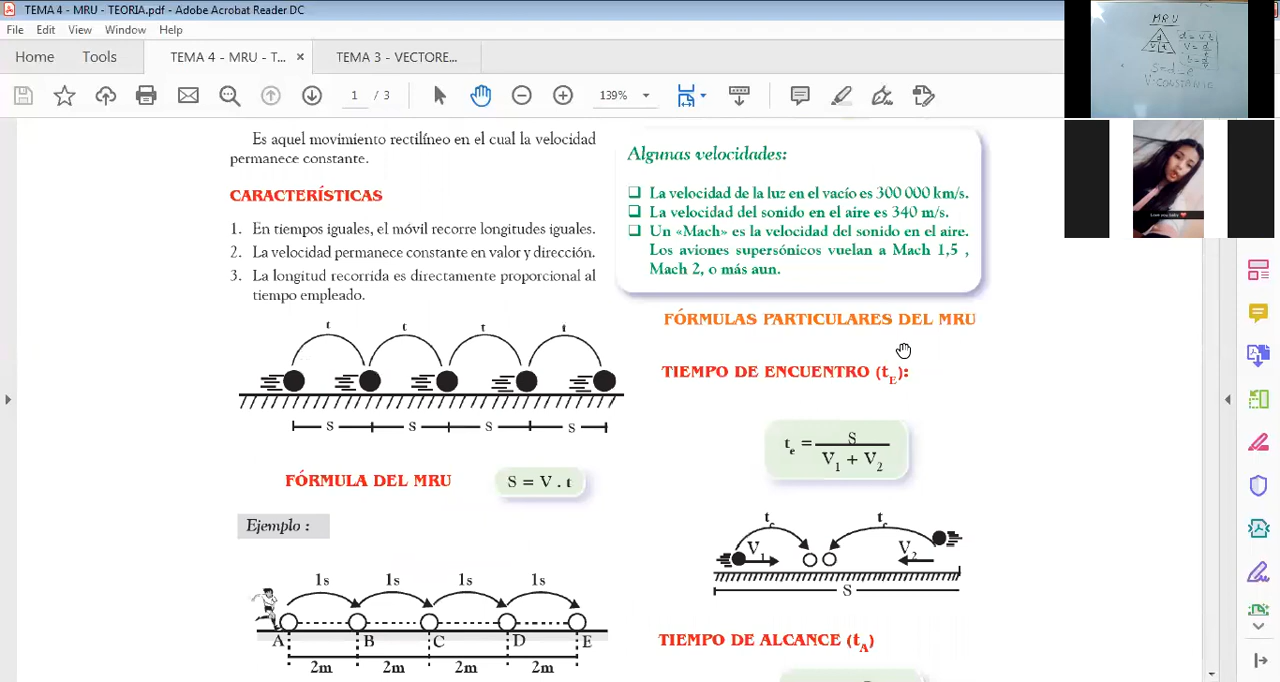 TEMA 4 - MRU - TEORIA.pdf - Adobe Acrobat Reader DC
File Edit View Window Help
Home Tools TEMA 4 - MRU - T... × TEMA 3 - VECTORE...
1 / 3 139%
Es aquel movimiento rectilíneo en el cual la velocidad
permanece constante.
CARACTERÍSTICAS
1. En tiempos iguales, el móvil recorre longitudes iguales.
2. La velocidad permanece constante en valor y dirección.
3. La longitud recorrida es directamente proporcional al
tiempo empleado.
t t t t
S S S S
FÓRMULA DEL MRU S = V . t
Ejemplo :
1s 1s 1s 1s
A B C D E
2m 2m 2m 2m
Algunas velocidades:
❑ La velocidad de la luz en el vacío es 300 000 km/s.
❑ La velocidad del sonido en el aire es 340 m/s.
❑ Un «Mach» es la velocidad del sonido en el aire.
Los aviones supersónicos vuelan a Mach 1,5 ,
Mach 2, o más aun.
FÓRMULAS PARTICULARES DEL MRU
TIEMPO DE ENCUENTRO (tE):
te = S / V1 + V2
te te
V1 V2
S
TIEMPO DE ALCANCE (tA)
MRU
d
v t
d = v.t
V = d/t
t = d/v
V=CONSTANTE
Love you baby ❤